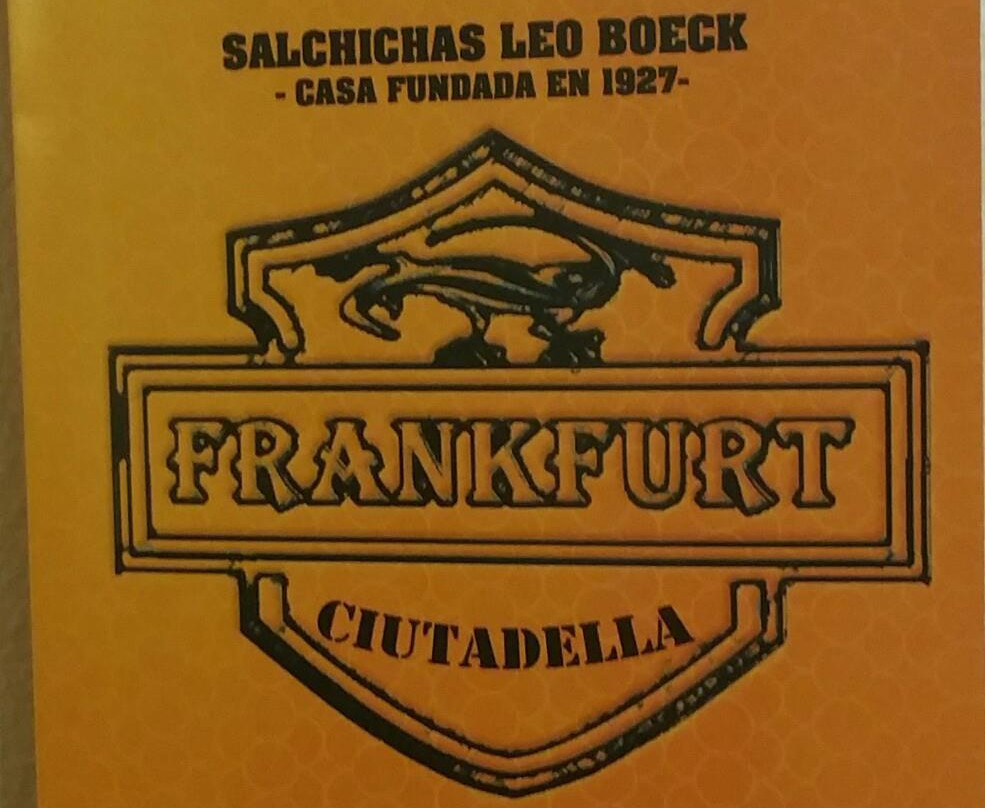 SALCHICHAS LEO BOECK
- CASA FUNDADA EN 1927-
FRANKFURT
CIUTADELLA